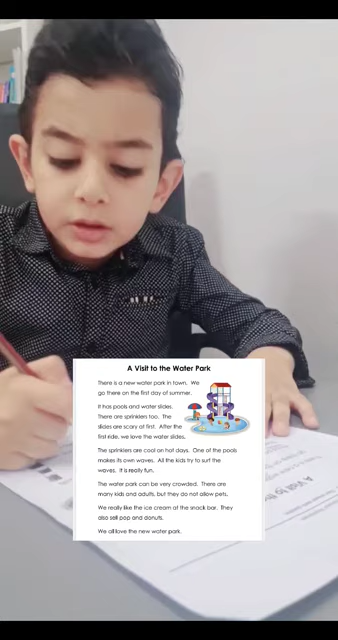 A Visit to the Water Park
There is a new water park in town. We
go there on the first day of summer.
It has pools and water slides.
There are sprinklers too. The
slides are scary at first. After the
first ride, we love the water slides.
The sprinklers are cool on hot days. One of the pools
makes its own waves. All the kids try to surf the
waves. It is really fun.
The water park can be very crowded. There are
many kids and adults, but they do not allow pets.
We really like the ice cream at the snack bar. They
also sell pop and donuts.
We all love the new water park.